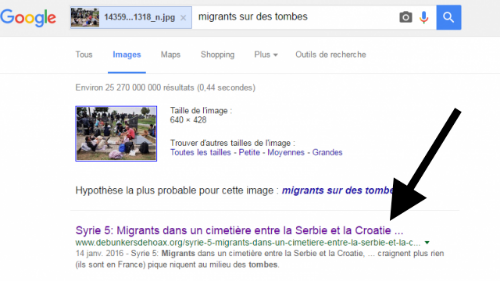 Google 14359...1318_n.jpg × migrants sur des tombes
Tous Images Maps Shopping Plus Outils de recherche
Environ 25 270 000 000 résultats (0,44 secondes)
Taille de l'image :
640 × 428
Trouver d'autres tailles de l'image :
Toutes les tailles - Petite - Moyennes - Grandes
Hypothèse la plus probable pour cette image : migrants sur des tombes
Syrie 5: Migrants dans un cimetière entre la Serbie et la Croatie ...
www.debunkersdehoax.org/syrie-5-migrants-dans-un-cimetiere-entre-la-serbie-et-la-c...
14 janv. 2016 - Syrie 5: Migrants dans un cimetière entre la Serbie et la Croatie, ... craignent plus rien
(ils sont en France) pique niquent au milieu des tombes.